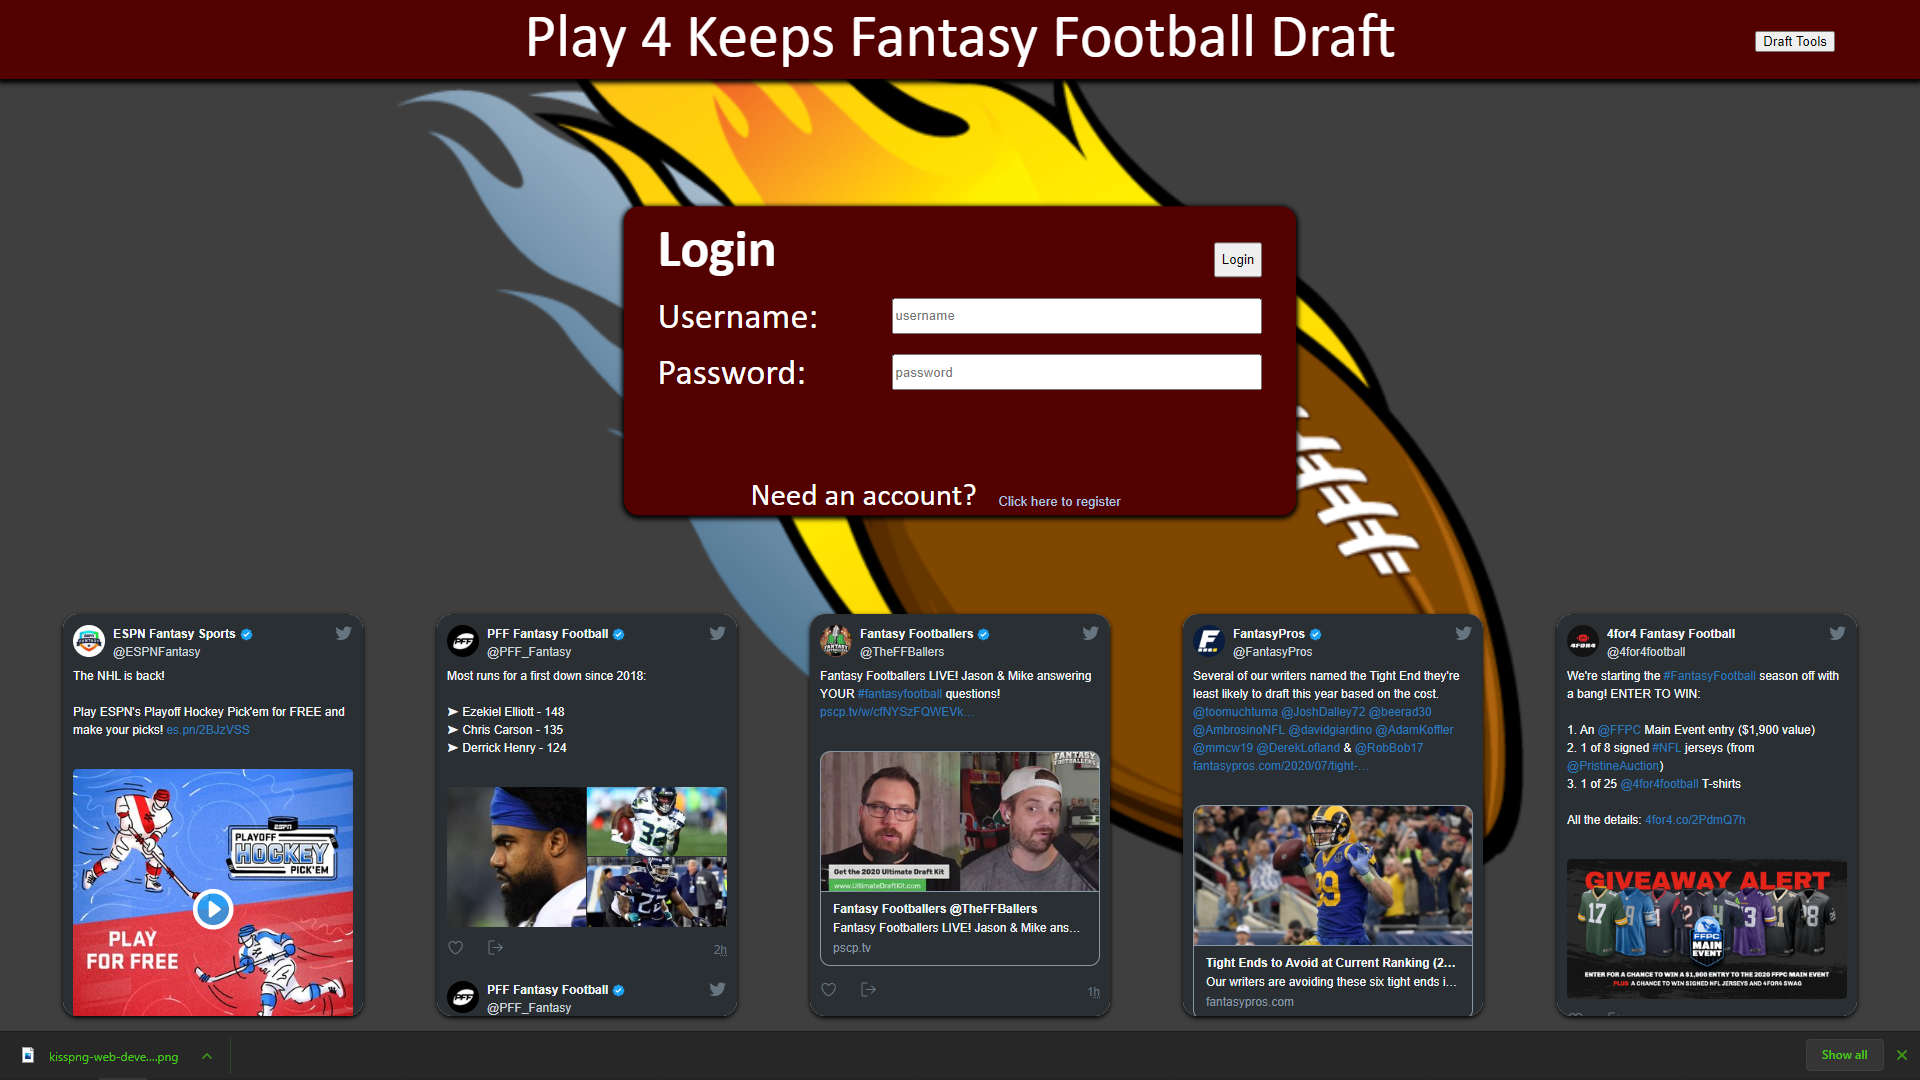 Play 4 Keeps Fantasy Football Draft
Draft Tools
Login
Login
Username:
username
Password:
password
Need an account?
Click here to register
ESPN Fantasy Sports
@ESPNFantasy
The NHL is back!
Play ESPN's Playoff Hockey Pick'em for FREE and
make your picks! es.pn/2BJzVSS
ESPN
PLAYOFF
HOCKEY
PICK'EM
PLAY
FOR FREE
PFF
PFF Fantasy Football
@PFF_Fantasy
Most runs for a first down since 2018:
➤ Ezekiel Elliott - 148
➤ Chris Carson - 135
➤ Derrick Henry - 124
32
22
2h
PFF
PFF Fantasy Football
@PFF_Fantasy
Fantasy Footballers
@TheFFBallers
Fantasy Footballers LIVE! Jason & Mike answering
YOUR #fantasyfootball questions!
pscp.tv/w/cfNYSzFQWEVk…
FANTASY
FOOTBALLERS
Get the 2020 Ultimate Draft Kit
www.UltimateDraftKit.com
Fantasy Footballers @TheFFBallers
Fantasy Footballers LIVE! Jason & Mike ans...
pscp.tv
1h
FantasyPros
@FantasyPros
Several of our writers named the Tight End they're
least likely to draft this year based on the cost.
@toomuchtuma @JoshDalley72 @beerad30
@AmbrosinoNFL @davidgiardino @AdamKoffler
@mmcw19 @DerekLofland & @RobBob17
fantasypros.com/2020/07/tight-…
89
Tight Ends to Avoid at Current Ranking (2...
Our writers are avoiding these six tight ends i...
fantasypros.com
4FOR4
4for4 Fantasy Football
@4for4football
We're starting the #FantasyFootball season off with
a bang! ENTER TO WIN:
1. An @FFPC Main Event entry ($1,900 value)
2. 1 of 8 signed #NFL jerseys (from
@PristineAuction)
3. 1 of 25 @4for4football T-shirts
All the details: 4for4.co/2PdmQ7h
GIVEAWAY ALERT
17
FFPC
MAIN
EVENT
ENTER FOR A CHANCE TO WIN A $1,900 ENTRY TO THE 2020 FFPC MAIN EVENT
PLUS A CHANCE TO WIN SIGNED NFL JERSEYS AND 4FOR4 SWAG
kisspng-web-deve....png
Show all